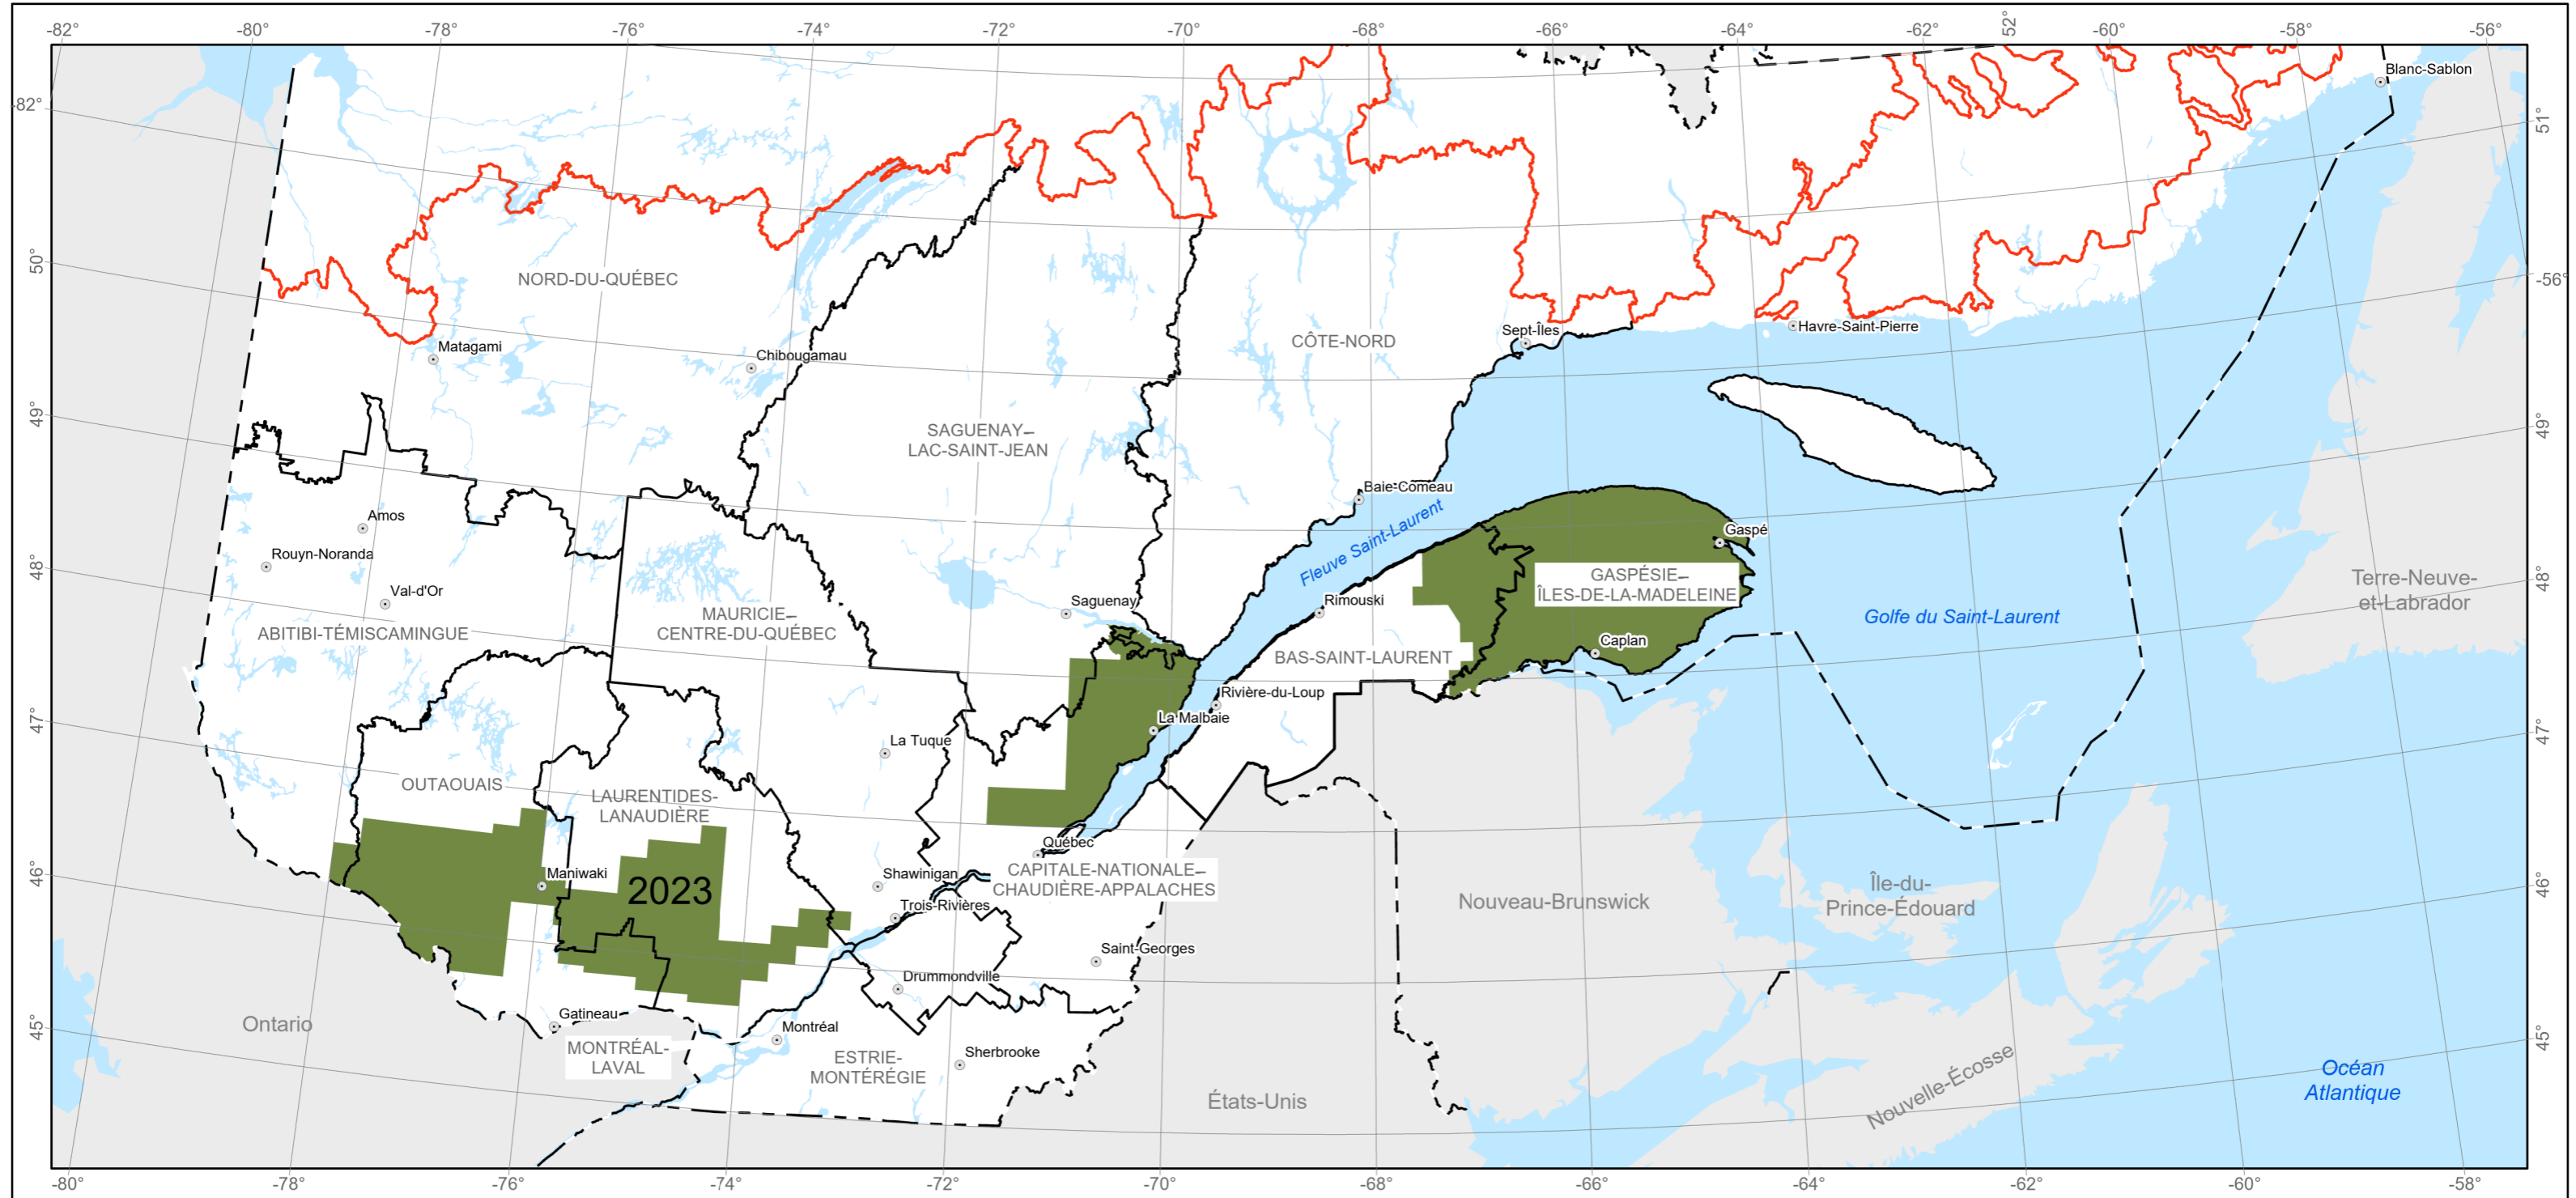 -82°
-80°
-78°
-76°
-74°
-72°
-70°
-68°
-66°
-64°
-62°
52°
-60°
-58°
-56°
Blanc-Sablon
-82°
51°
50°
-56°
NORD-DU-QUÉBEC
Matagami
Chibougamau
CÔTE-NORD
Sept-Îles
Havre-Saint-Pierre
49°
49°
SAGUENAY–
LAC-SAINT-JEAN
Baie-Comeau
Amos
Rouyn-Noranda
Val-d'Or
Fleuve Saint-Laurent
Gaspé
48°
48°
GASPÉSIE–
ÎLES-DE-LA-MADELEINE
Terre-Neuve-
et-Labrador
Saguenay
Rimouski
MAURICIE–
CENTRE-DU-QUÉBEC
ABITIBI-TÉMISCAMINGUE
Golfe du Saint-Laurent
Caplan
BAS-SAINT-LAURENT
Rivière-du-Loup
La Malbaie
47°
47°
La Tuque
OUTAOUAIS
LAURENTIDES-
LANAUDIÈRE
Québec
46°
46°
Maniwaki
2023
Shawinigan
CAPITALE-NATIONALE–
CHAUDIÈRE-APPALACHES
Trois-Rivières
Nouveau-Brunswick
Île-du-
Prince-Édouard
Saint-Georges
Drummondville
Ontario
Gatineau
45°
45°
Montréal
MONTRÉAL-
LAVAL
ESTRIE-
MONTÉRÉGIE
Sherbrooke
États-Unis
Nouvelle-Écosse
Océan
Atlantique
-80°
-78°
-76°
-74°
-72°
-70°
-68°
-66°
-64°
-62°
-60°
-58°